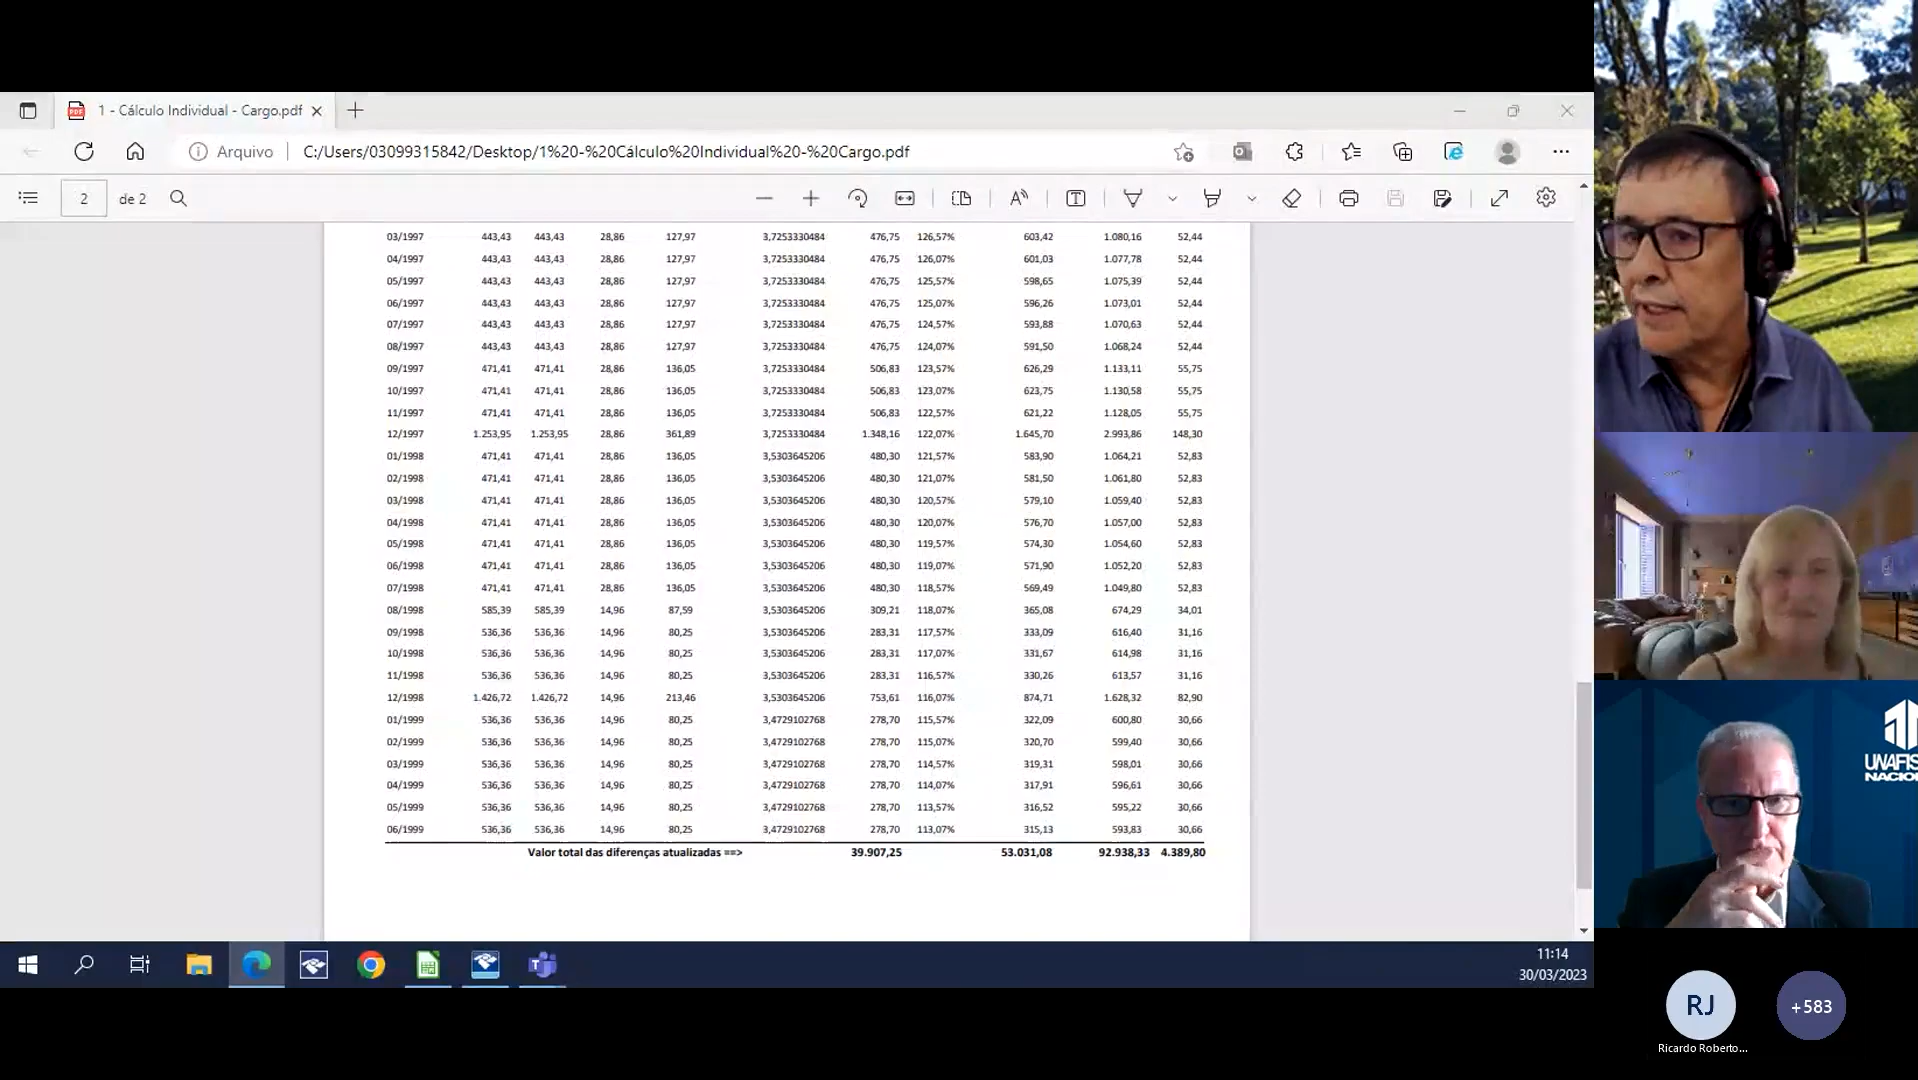 1 - Cálculo Individual - Cargo.pdf
Arquivo C:/Users/03099315842/Desktop/1%20-%20Cálculo%20Individual%20-%20Cargo.pdf
2 de 2
03/1997 443,43 443,43 28,86 127,97 3,7253330484 476,75 126,57% 603,42 1.080,16 52,44
04/1997 443,43 443,43 28,86 127,97 3,7253330484 476,75 126,07% 601,03 1.077,78 52,44
05/1997 443,43 443,43 28,86 127,97 3,7253330484 476,75 125,57% 598,65 1.075,39 52,44
06/1997 443,43 443,43 28,86 127,97 3,7253330484 476,75 125,07% 596,26 1.073,01 52,44
07/1997 443,43 443,43 28,86 127,97 3,7253330484 476,75 124,57% 593,88 1.070,63 52,44
08/1997 443,43 443,43 28,86 127,97 3,7253330484 476,75 124,07% 591,50 1.068,24 52,44
09/1997 471,41 471,41 28,86 136,05 3,7253330484 506,83 123,57% 626,29 1.133,11 55,75
10/1997 471,41 471,41 28,86 136,05 3,7253330484 506,83 123,07% 623,75 1.130,58 55,75
11/1997 471,41 471,41 28,86 136,05 3,7253330484 506,83 122,57% 621,22 1.128,05 55,75
12/1997 1.253,95 1.253,95 28,86 361,89 3,7253330484 1.348,16 122,07% 1.645,70 2.993,86 148,30
01/1998 471,41 471,41 28,86 136,05 3,5303645206 480,30 121,57% 583,90 1.064,21 52,83
02/1998 471,41 471,41 28,86 136,05 3,5303645206 480,30 121,07% 581,50 1.061,80 52,83
03/1998 471,41 471,41 28,86 136,05 3,5303645206 480,30 120,57% 579,10 1.059,40 52,83
04/1998 471,41 471,41 28,86 136,05 3,5303645206 480,30 120,07% 576,70 1.057,00 52,83
05/1998 471,41 471,41 28,86 136,05 3,5303645206 480,30 119,57% 574,30 1.054,60 52,83
06/1998 471,41 471,41 28,86 136,05 3,5303645206 480,30 119,07% 571,90 1.052,20 52,83
07/1998 471,41 471,41 28,86 136,05 3,5303645206 480,30 118,57% 569,49 1.049,80 52,83
08/1998 585,39 585,39 14,96 87,59 3,5303645206 309,21 118,07% 365,08 674,29 34,01
09/1998 536,36 536,36 14,96 80,25 3,5303645206 283,31 117,57% 333,09 616,40 31,16
10/1998 536,36 536,36 14,96 80,25 3,5303645206 283,31 117,07% 331,67 614,98 31,16
11/1998 536,36 536,36 14,96 80,25 3,5303645206 283,31 116,57% 330,26 613,57 31,16
12/1998 1.426,72 1.426,72 14,96 213,46 3,5303645206 753,61 116,07% 874,71 1.628,32 82,90
01/1999 536,36 536,36 14,96 80,25 3,4729102768 278,70 115,57% 322,09 600,80 30,66
02/1999 536,36 536,36 14,96 80,25 3,4729102768 278,70 115,07% 320,70 599,40 30,66
03/1999 536,36 536,36 14,96 80,25 3,4729102768 278,70 114,57% 319,31 598,01 30,66
04/1999 536,36 536,36 14,96 80,25 3,4729102768 278,70 114,07% 317,91 596,61 30,66
05/1999 536,36 536,36 14,96 80,25 3,4729102768 278,70 113,57% 316,52 595,22 30,66
06/1999 536,36 536,36 14,96 80,25 3,4729102768 278,70 113,07% 315,13 593,83 30,66
Valor total das diferenças atualizadas ==> 39.907,25 53.031,08 92.938,33 4.389,80
11:14
30/03/2023
UNAFIS
NACIO
RJ
+583
Ricardo Roberto...